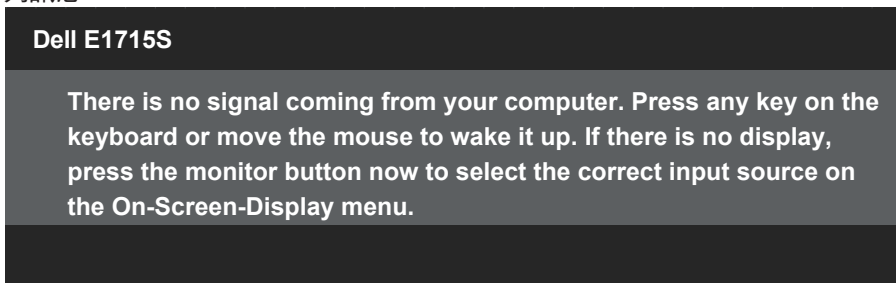 Dell E1715S
There is no signal coming from your computer. Press any key on the
keyboard or move the mouse to wake it up. If there is no display,
press the monitor button now to select the correct input source on
the On-Screen-Display menu.